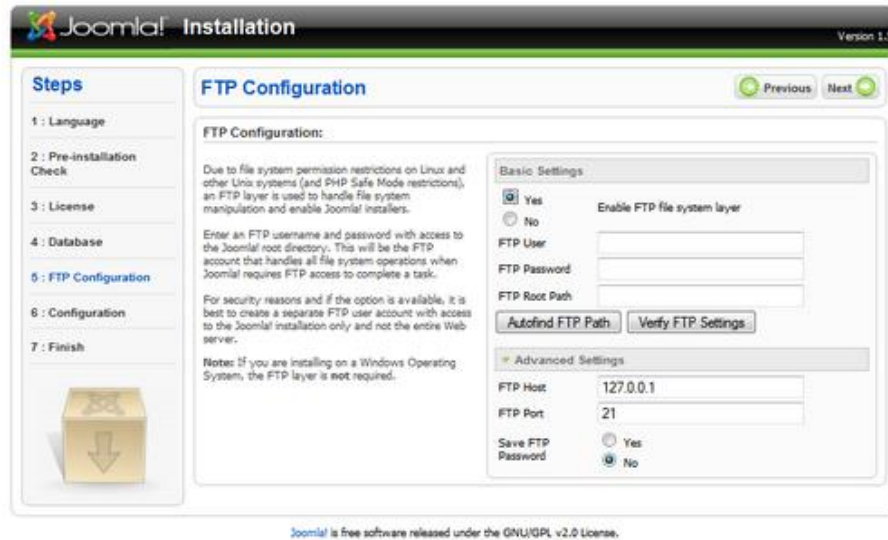 Joomla! Installation
Version 1.
Steps
1 : Language
2 : Pre-installation
Check
3 : License
4 : Database
5 : FTP Configuration
6 : Configuration
7 : Finish
FTP Configuration
Previous
Next
FTP Configuration:
Due to file system permission restrictions on Linux and
other Unix systems (and PHP Safe Mode restrictions),
an FTP layer is used to handle file system
manipulation and enable Joomla! installers.
Enter an FTP username and password with access to
the Joomla! root directory. This will be the FTP
account that handles all file system operations when
Joomla! requires FTP access to complete a task.
For security reasons and if the option is available, it is
best to create a separate FTP user account with access
to the Joomla! installation only and not the entire Web
server.
Note: If you are installing on a Windows Operating
System, the FTP layer is not required.
Basic Settings
Yes
No
Enable FTP file system layer
FTP User
FTP Password
FTP Root Path
Autofind FTP Path
Verify FTP Settings
Advanced Settings
FTP Host
127.0.0.1
FTP Port
21
Save FTP
Password
Yes
No
Joomla! is free software released under the GNU/GPL v2.0 License.